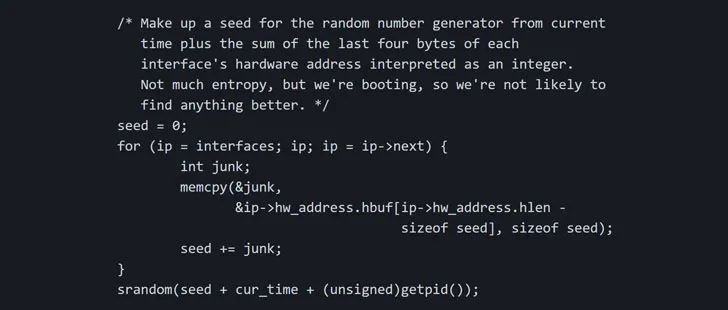 /* Make up a seed for the random number generator from current
   time plus the sum of the last four bytes of each
   interface's hardware address interpreted as an integer.
   Not much entropy, but we're booting, so we're not likely to
   find anything better. */
seed = 0;
for (ip = interfaces; ip; ip = ip->next) {
        int junk;
        memcpy(&junk,
               &ip->hw_address.hbuf[ip->hw_address.hlen -
                                    sizeof seed], sizeof seed);
        seed += junk;
}
srandom(seed + cur_time + (unsigned)getpid());